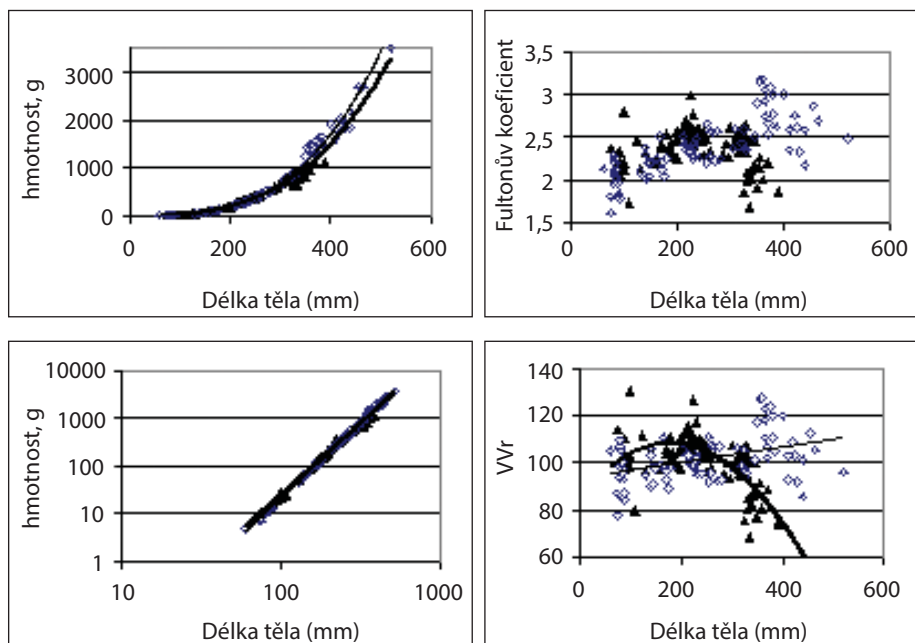 hmotnost, g
3000
2000
1000
0
0 200 400 600
Délka těla (mm)
Fultonův koeficient
3,5
3
2,5
2
1,5
0 200 400 600
Délka těla (mm)
hmotnost, g
10000
1000
100
10
1
10 100 1000
Délka těla (mm)
VVr
140
120
100
80
60
0 200 400 600
Délka těla (mm)